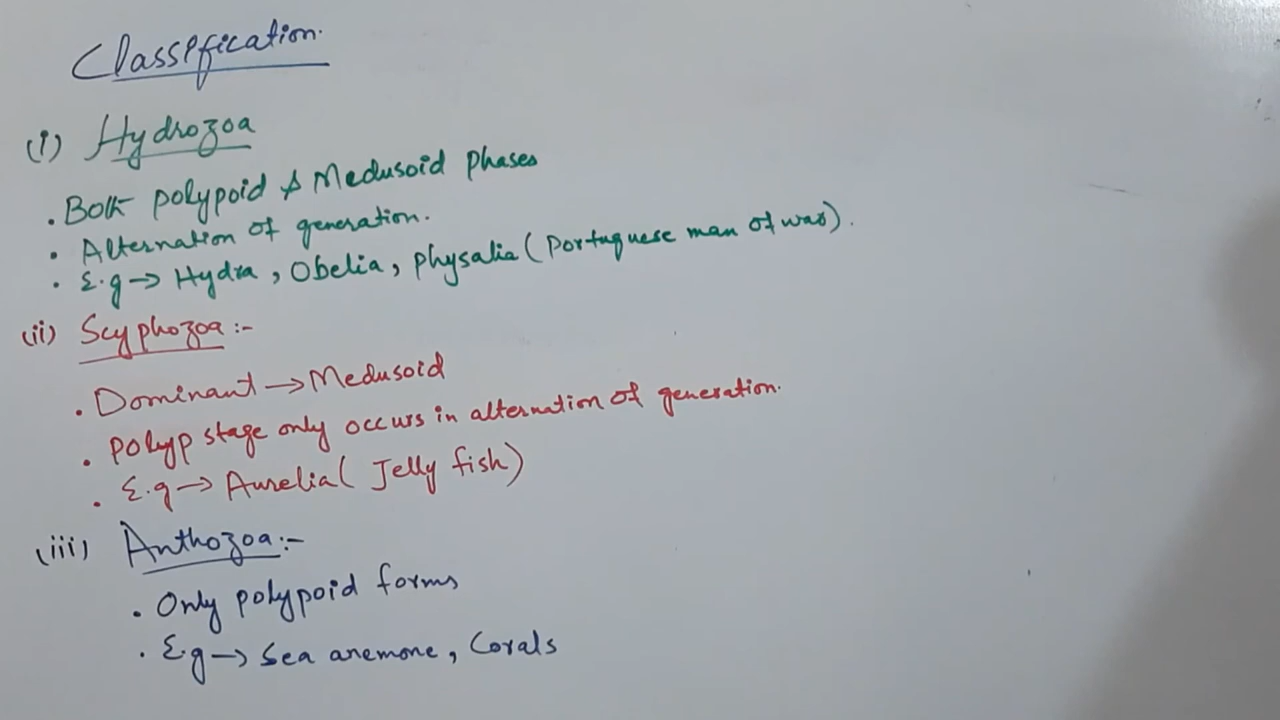 Classification.
(i) Hydrozoa
. Both polypoid & Medusoid phases
. Alternation of generation.
. E.g → Hydra, Obelia, physalia (Portuguese man of war).
(ii) Scyphozoa :-
. Dominant → Medusoid
. Polyp stage only occurs in alternation of generation.
. E.g → Aurelia ( Jelly fish)
(iii) Anthozoa :-
. Only polypoid forms
. E.g → Sea anemone, Corals